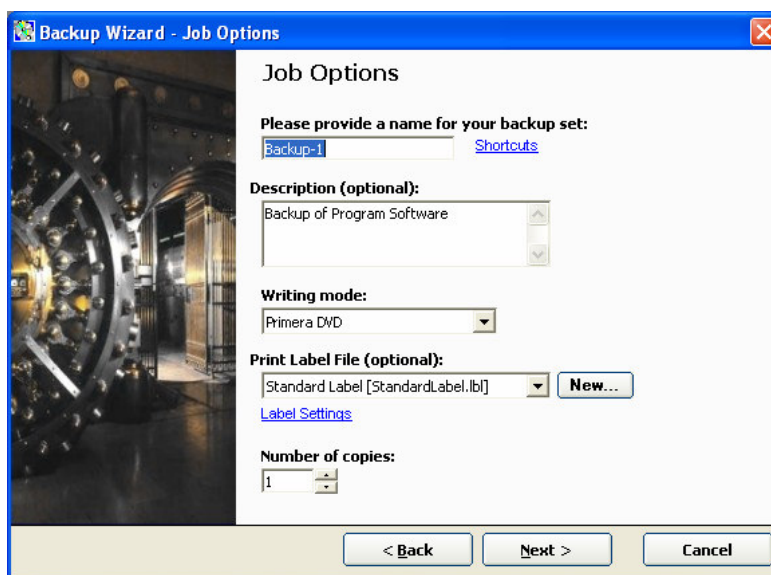 Backup Wizard - Job Options
Job Options
Please provide a name for your backup set:
Backup-1 Shortcuts
Description (optional):
Backup of Program Software
Writing mode:
Primera DVD
Print Label File (optional):
Standard Label [StandardLabel.lbl] New...
Label Settings
Number of copies:
1
< Back Next > Cancel